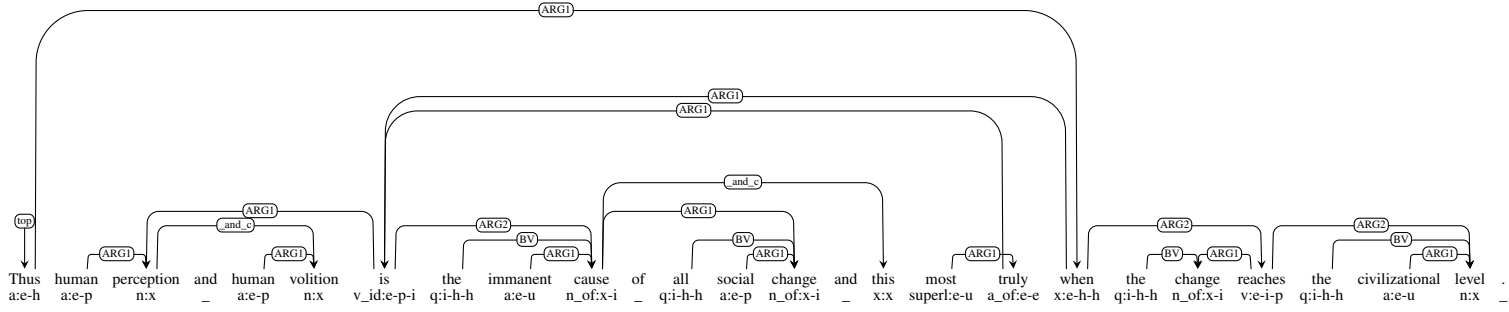 ARG1
ARG1
ARG1
_and_c
top
ARG1
_and_c
ARG1
ARG2
BV
ARG1
ARG1
BV
ARG1
ARG1
ARG1
ARG2
BV
ARG1
ARG2
BV
ARG1
Thus human perception and human volition is the immanent cause of all social change and this most truly when the change reaches the civilizational level .
a:e-h a:e-p n:x _ a:e-p n:x v_id:e-p-i q:i-h-h a:e-u n_of:x-i _ q:i-h-h a:e-p n_of:x-i _ x:x superl:e-u a_of:e-e x:e-h-h q:i-h-h n_of:x-i v:e-i-p q:i-h-h a:e-u n:x _